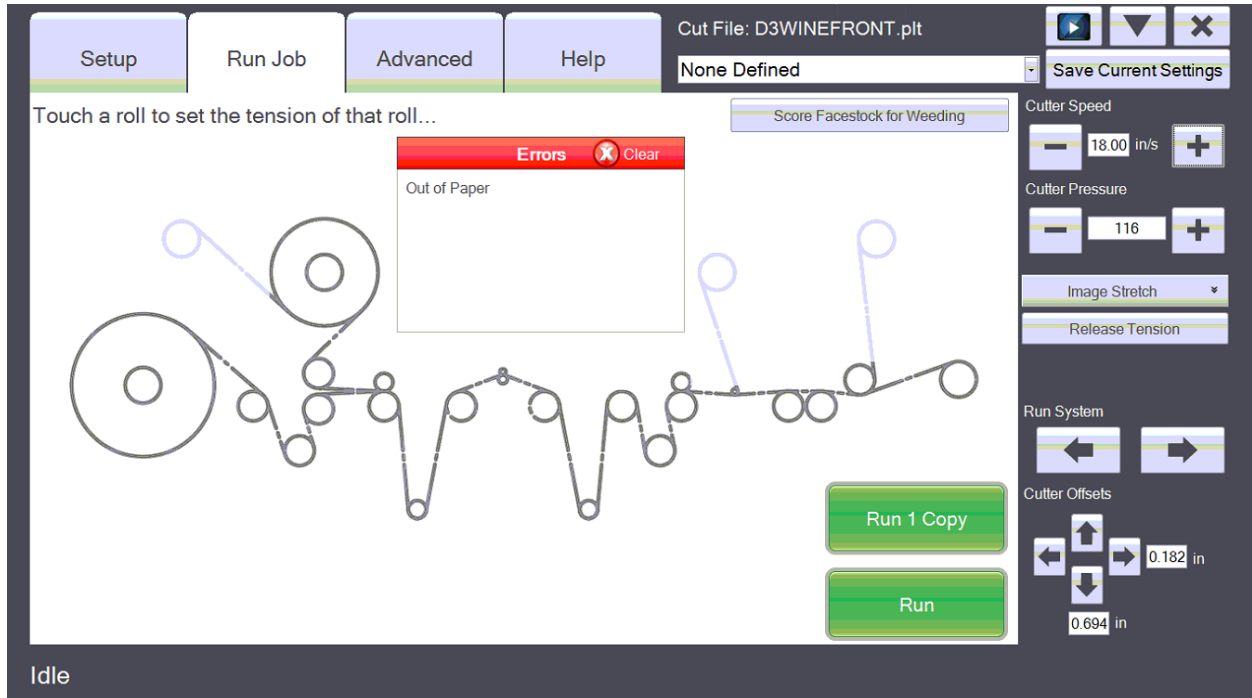 Setup
Run Job
Advanced
Help
Cut File: D3WINEFRONT.plt
None Defined
Save Current Settings
Touch a roll to set the tension of that roll...
Score Facestock for Weeding
Errors
Clear
Out of Paper
Cutter Speed
18.00 in/s
Cutter Pressure
116
Image Stretch
Release Tension
Run System
Cutter Offsets
0.182 in
0.694 in
Run 1 Copy
Run
Idle